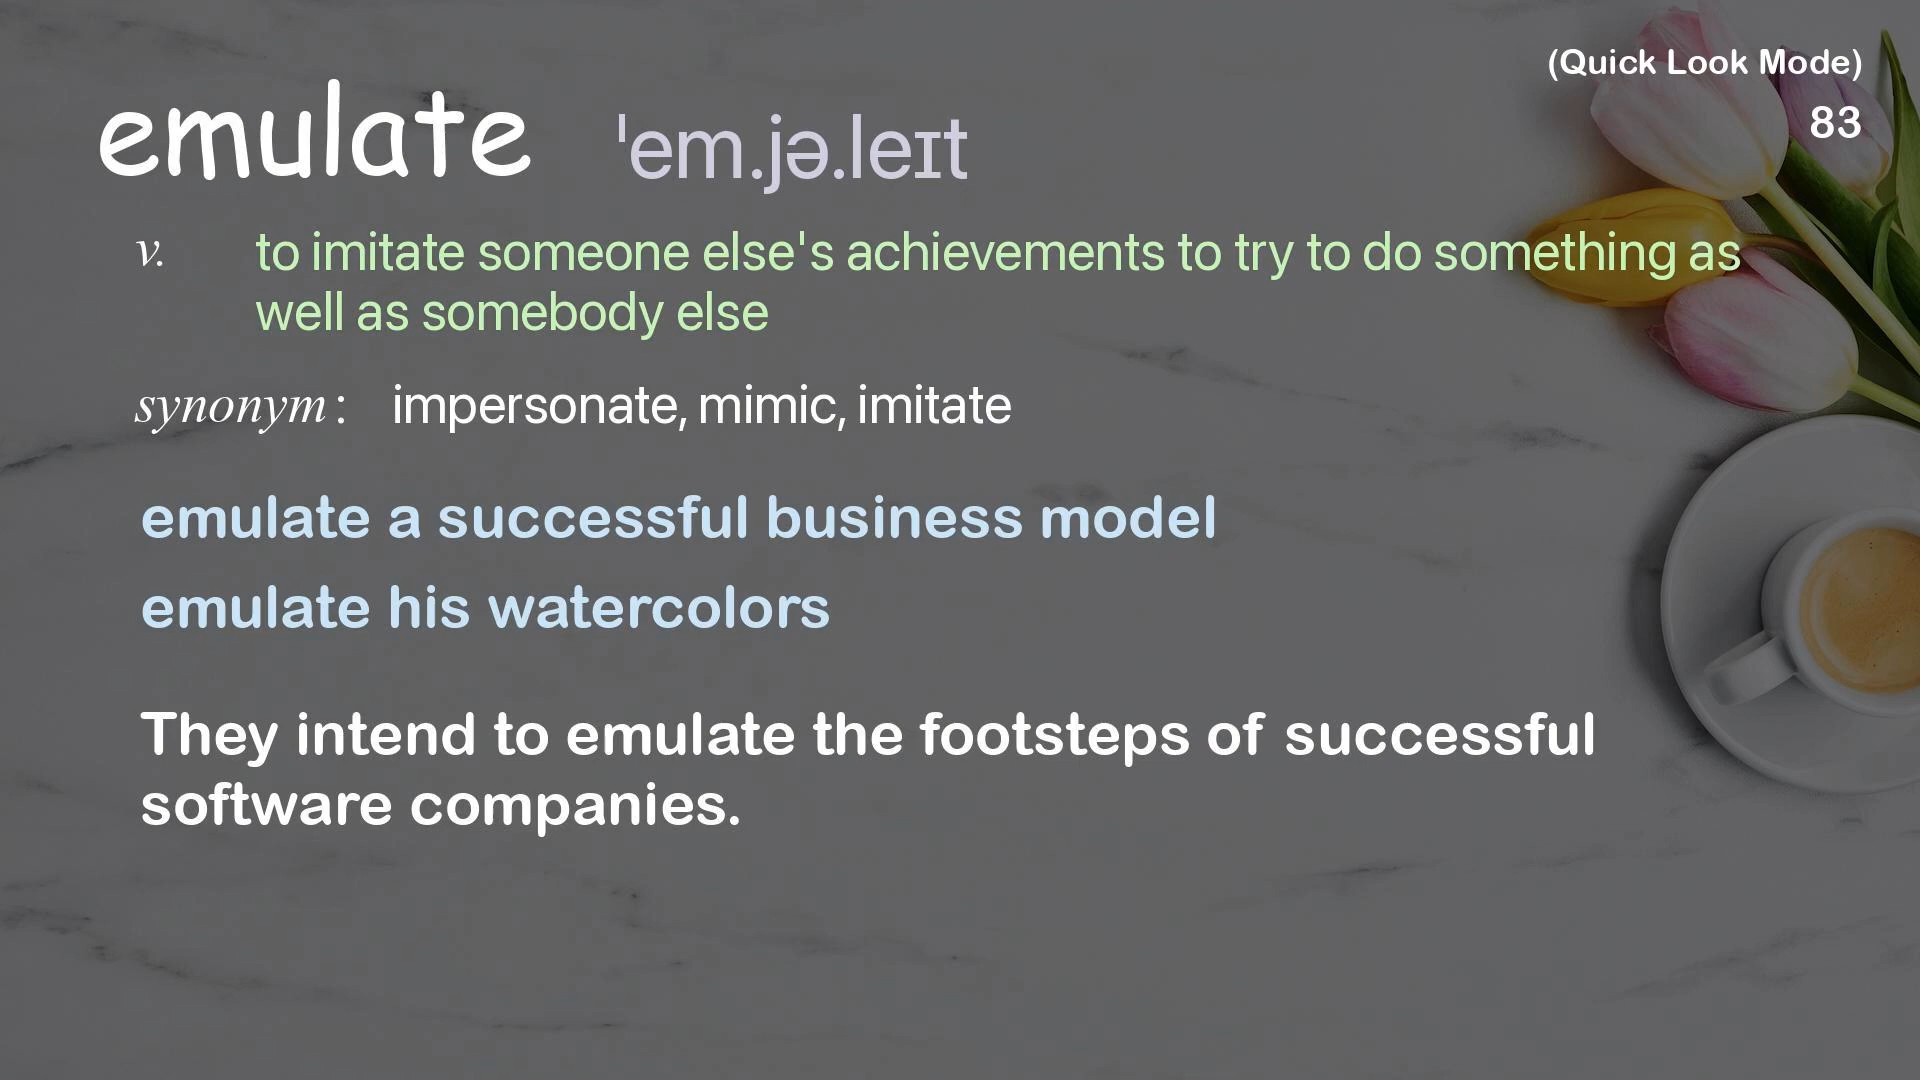 (Quick Look Mode)
83
emulate ˈem.jə.leɪt
v. to imitate someone else's achievements to try to do something as
well as somebody else
synonym : impersonate, mimic, imitate
emulate a successful business model
emulate his watercolors
They intend to emulate the footsteps of successful
software companies.